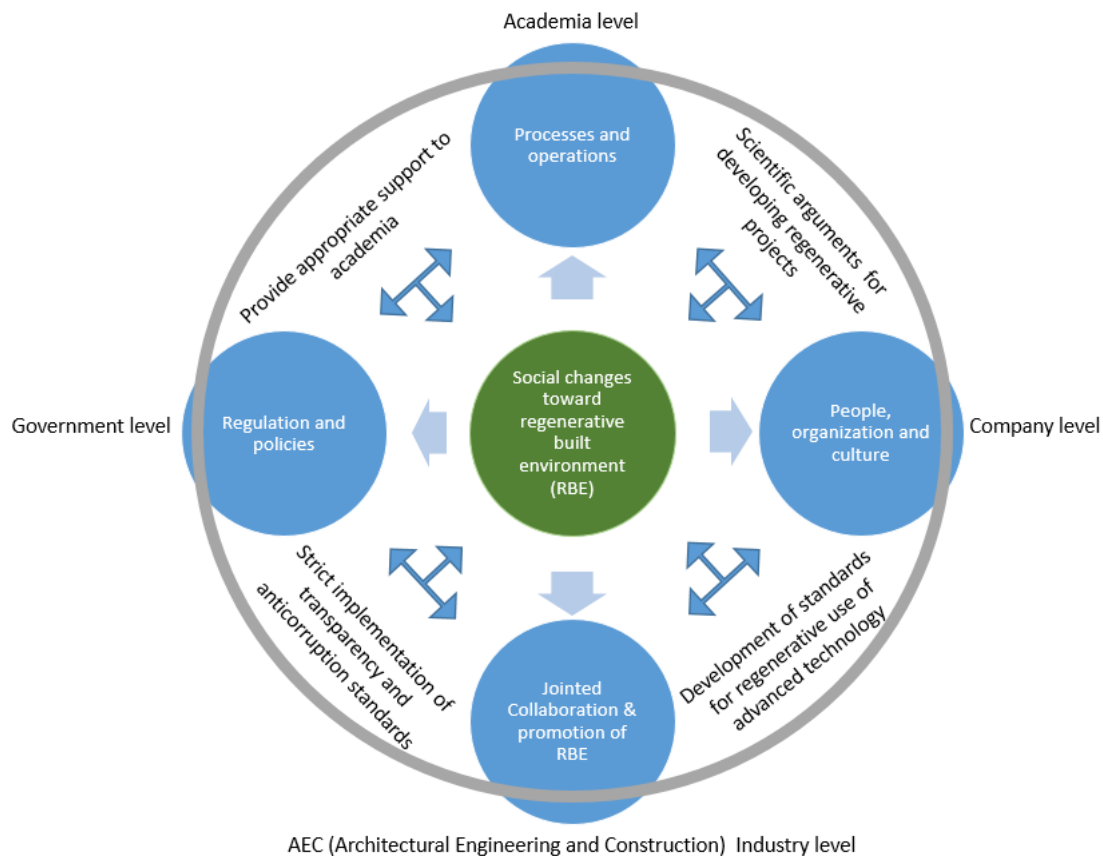 Academia level
Processes and
operations
Provide appropriate support to
academia
Scientific arguments for
developing regenerative
projects
Government level
Regulation and
policies
Social changes
toward
regenerative
built
environment
(RBE)
People,
organization and
culture
Company level
Strict implementation of
transparency and
anticorruption standards
Jointed
Collaboration &
promotion of
RBE
Development of standards
for regenerative use of
advanced technology
AEC (Architectural Engineering and Construction) Industry level